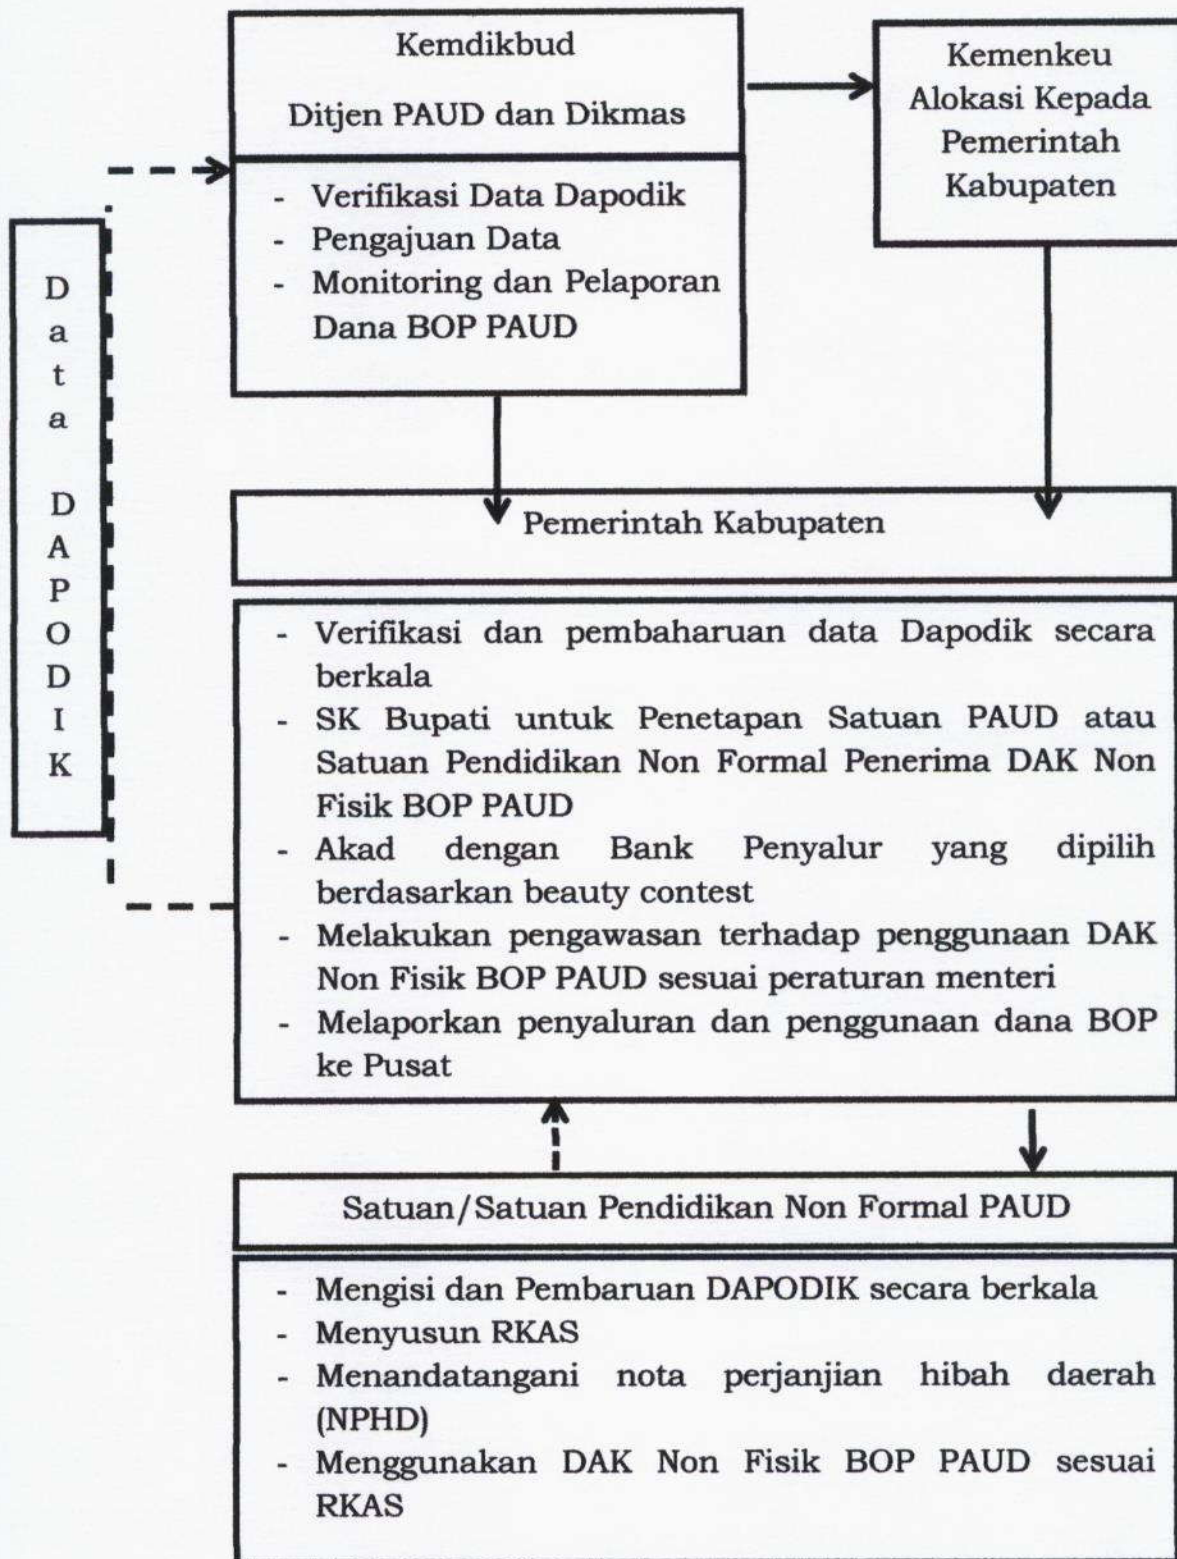 Kemdikbud
Ditjen PAUD dan Dikmas
- Verifikasi Data Dapodik
- Pengajuan Data
- Monitoring dan Pelaporan
Dana BOP PAUD
Kemenkeu
Alokasi Kepada
Pemerintah
Kabupaten
D
a
t
a
D
A
P
O
D
I
K
Pemerintah Kabupaten
- Verifikasi dan pembaharuan data Dapodik secara
berkala
- SK Bupati untuk Penetapan Satuan PAUD atau
Satuan Pendidikan Non Formal Penerima DAK Non
Fisik BOP PAUD
- Akad dengan Bank Penyalur yang dipilih
berdasarkan beauty contest
- Melakukan pengawasan terhadap penggunaan DAK
Non Fisik BOP PAUD sesuai peraturan menteri
- Melaporkan penyaluran dan penggunaan dana BOP
ke Pusat
Satuan/Satuan Pendidikan Non Formal PAUD
- Mengisi dan Pembaruan DAPODIK secara berkala
- Menyusun RKAS
- Menandatangani nota perjanjian hibah daerah
(NPHD)
- Menggunakan DAK Non Fisik BOP PAUD sesuai
RKAS